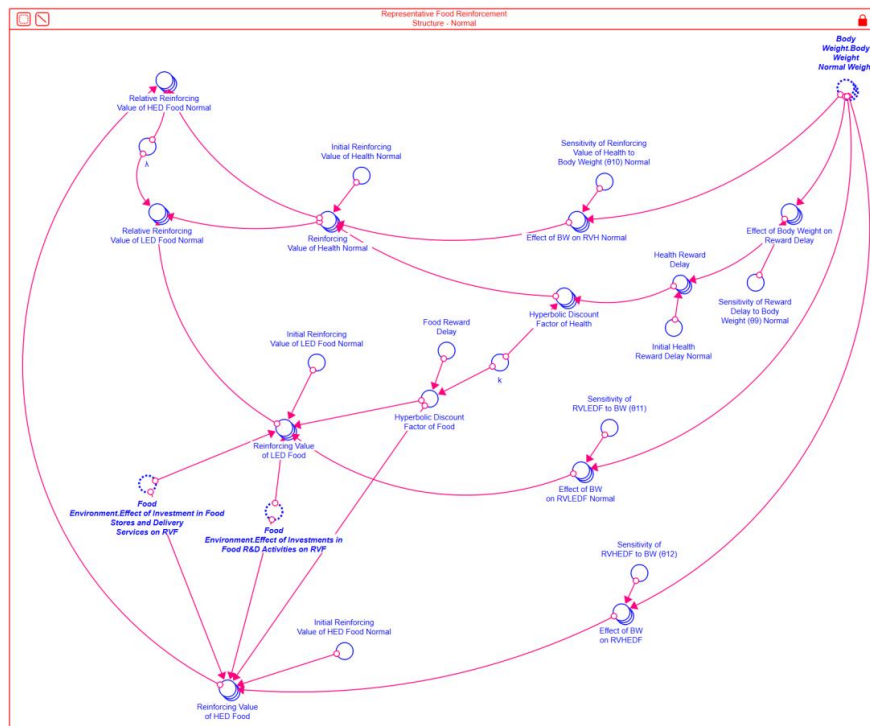 Representative Food Reinforcement
Structure - Normal
Body
Weight.Body
Weight
Normal Weight
Relative Reinforcing
Value of HED Food Normal
λ
Initial Reinforcing
Value of Health Normal
Sensitivity of Reinforcing
Value of Health to
Body Weight (θ10) Normal
Relative Reinforcing
Value of LED Food Normal
Reinforcing
Value of Health Normal
Effect of BW on RVH Normal
Effect of Body Weight on
Reward Delay
Health Reward
Delay
Sensitivity of Reward
Delay to Body
Weight (θ9) Normal
Hyperbolic Discount
Factor of Health
Initial Health
Reward Delay Normal
Initial Reinforcing
Value of LED Food Normal
Food Reward
Delay
k
Hyperbolic Discount
Factor of Food
Sensitivity of
RVLEDF to BW (θ11)
Reinforcing Value
of LED Food
Effect of BW
on RVLEDF Normal
Food
Environment.Effect of Investment in Food
Stores and Delivery
Services on RVF
Food
Environment.Effect of Investments in
Food R&D Activities on RVF
Sensitivity of
RVHEDF to BW (θ12)
Effect of BW
on RVHEDF
Initial Reinforcing
Value of HED Food Normal
Reinforcing Value
of HED Food